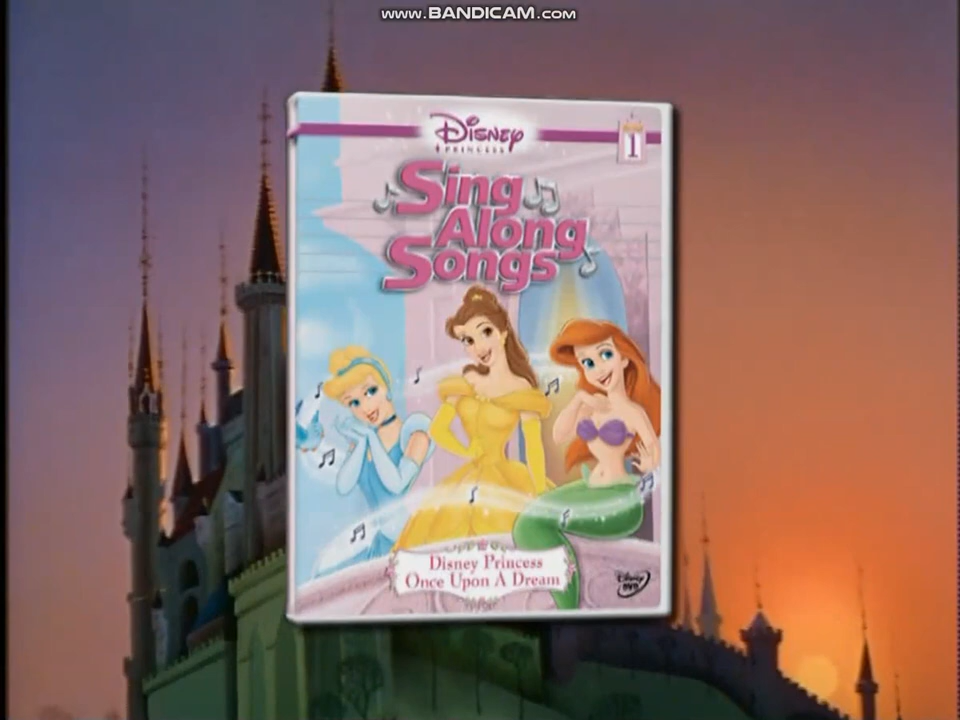 www.BANDICAM.com
Disney
PRINCESS
1
Sing
Along
Songs
Disney Princess
Once Upon A Dream
Disney
DVD